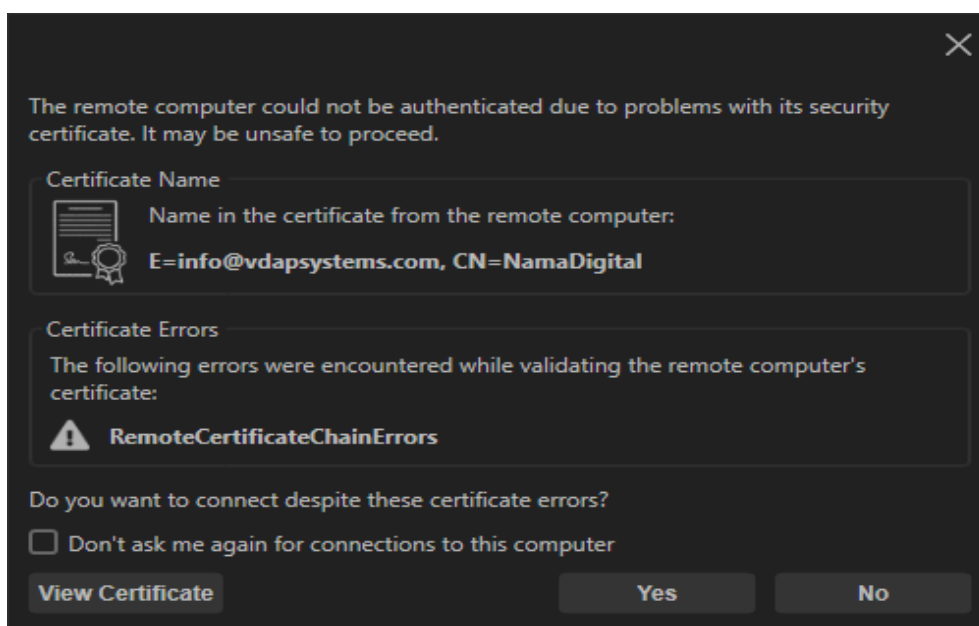 The remote computer could not be authenticated due to problems with its security
certificate. It may be unsafe to proceed.
Certificate Name
Name in the certificate from the remote computer:
E=info@vdapsystems.com, CN=NamaDigital
Certificate Errors
The following errors were encountered while validating the remote computer's
certificate:
RemoteCertificateChainErrors
Do you want to connect despite these certificate errors?
Don't ask me again for connections to this computer
View Certificate Yes No